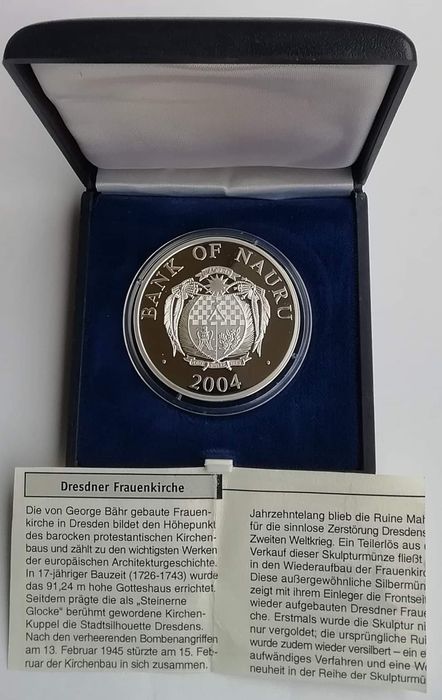 BANK OF NAURU
2004
Dresdner Frauenkirche
Die von George Bähr gebaute Frauen-
kirche in Dresden bildet den Höhepunkt
des barocken protestantischen Kirchen-
baus und zählt zu den wichtigsten Werken
der europäischen Architekturgeschichte.
In 17-jähriger Bauzeit (1726-1743) wurde
das 91,24 m hohe Gotteshaus errichtet.
Seitdem prägte die als „Steinerne
Glocke" berühmt gewordene Kirchen-
Kuppel die Stadtsilhouette Dresdens.
Nach den verheerenden Bombenangriffen
am 13. Februar 1945 stürzte am 15. Feb-
ruar der Kirchenbau in sich zusammen.
Jahrzehntelang blieb die Ruine Mah
für die sinnlose Zerstörung Dresdens
Zweiten Weltkrieg. Ein Teilerlös aus
Verkauf dieser Skulpturmünze fließt
in den Wiederaufbau der Frauenkir
Diese außergewöhnliche Silbermün
zeigt mit ihrem Einleger die Frontseit
wieder aufgebauten Dresdner Fraue
kirche. Erstmals wurde die Skulptur ni
nur vergoldet; die ursprüngliche Rui
wurde zudem wieder versilbert – ein e
aufwändiges Verfahren und eine We
neuheit in der Reihe der Skulpturmü